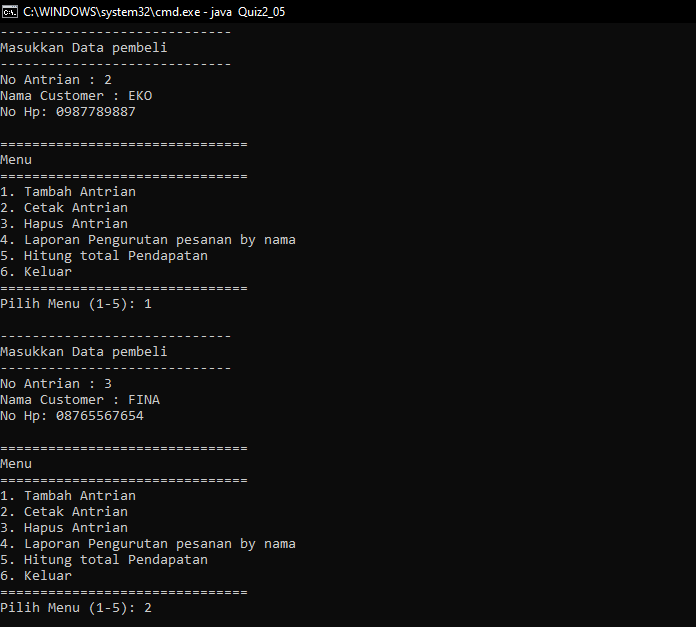 C:\WINDOWS\system32\cmd.exe - java Quiz2_05
-----------------------------
Masukkan Data pembeli
-----------------------------
No Antrian : 2
Nama Customer : EKO
No Hp: 0987789887
===============================
Menu
===============================
1. Tambah Antrian
2. Cetak Antrian
3. Hapus Antrian
4. Laporan Pengurutan pesanan by nama
5. Hitung total Pendapatan
6. Keluar
===============================
Pilih Menu (1-5): 1
-----------------------------
Masukkan Data pembeli
-----------------------------
No Antrian : 3
Nama Customer : FINA
No Hp: 08765567654
===============================
Menu
===============================
1. Tambah Antrian
2. Cetak Antrian
3. Hapus Antrian
4. Laporan Pengurutan pesanan by nama
5. Hitung total Pendapatan
6. Keluar
===============================
Pilih Menu (1-5): 2